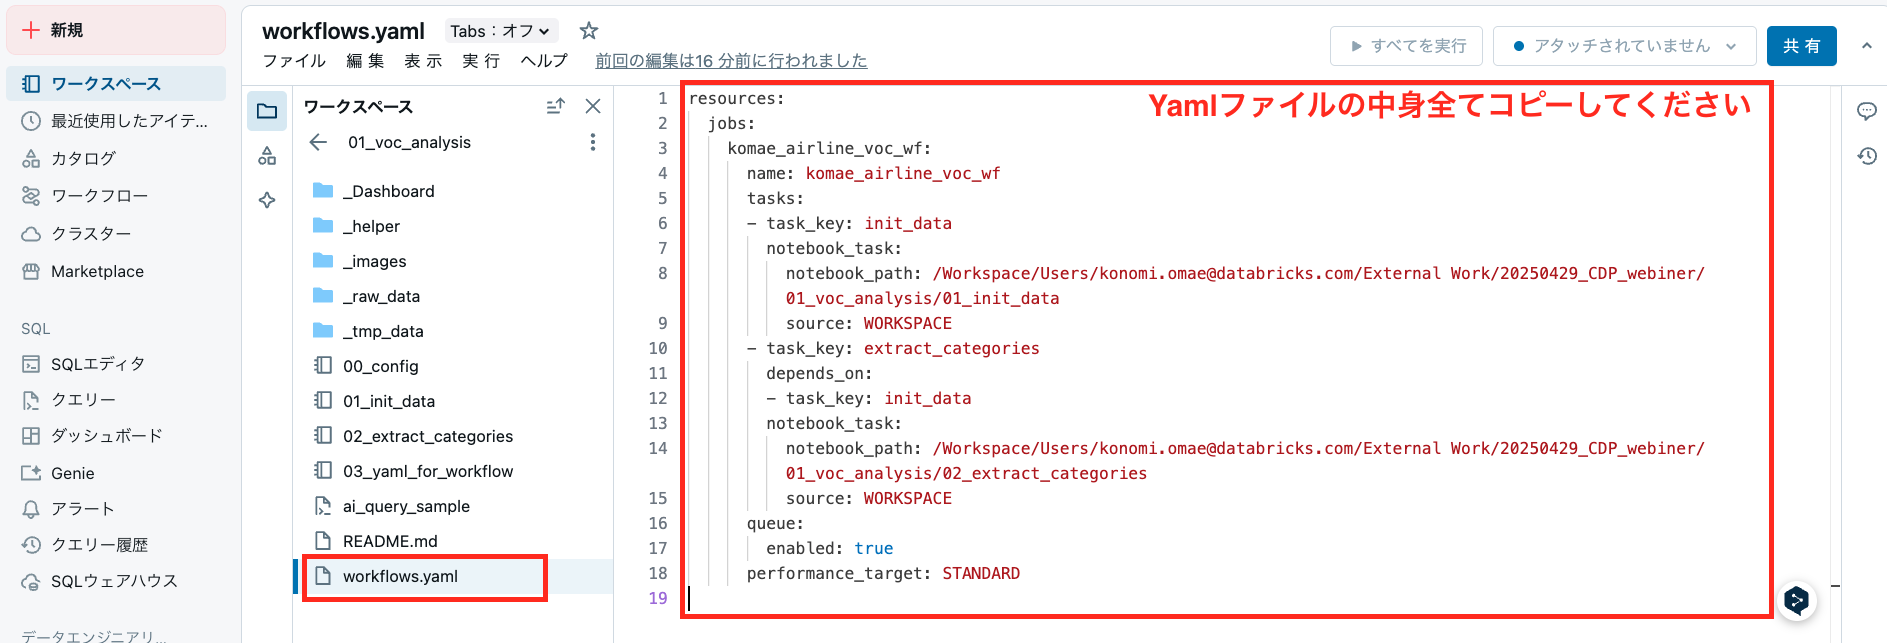 新規
ワークスペース
最近使用したアイテ...
カタログ
ワークフロー
クラスター
Marketplace
SQL
SQLエディタ
クエリー
ダッシュボード
Genie
アラート
クエリー履歴
SQLウェアハウス
データエンジニアリ...
workflows.yaml
Tabs：オフ
ファイル 編集 表示 実行 ヘルプ 前回の編集は16 分前に行われました
すべてを実行
アタッチされていません
共有
ワークスペース
01_voc_analysis
_Dashboard
_helper
_images
_raw_data
_tmp_data
00_config
01_init_data
02_extract_categories
03_yaml_for_workflow
ai_query_sample
README.md
workflows.yaml
Yamlファイルの中身全てコピーしてください
1 resources:
2 jobs:
3 komae_airline_voc_wf:
4 name: komae_airline_voc_wf
5 tasks:
6 - task_key: init_data
7 notebook_task:
8 notebook_path: /Workspace/Users/konomi.omae@databricks.com/External Work/20250429_CDP_webiner/
01_voc_analysis/01_init_data
9 source: WORKSPACE
10 - task_key: extract_categories
11 depends_on:
12 - task_key: init_data
13 notebook_task:
14 notebook_path: /Workspace/Users/konomi.omae@databricks.com/External Work/20250429_CDP_webiner/
01_voc_analysis/02_extract_categories
15 source: WORKSPACE
16 queue:
17 enabled: true
18 performance_target: STANDARD
19